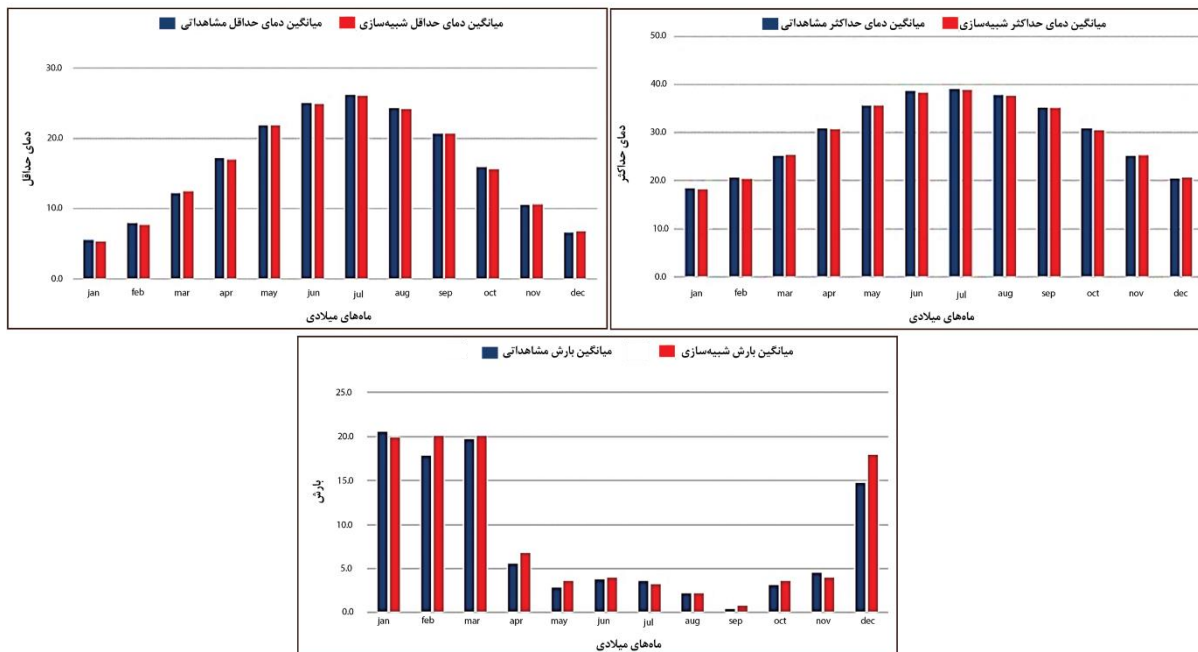 میانگین دمای حداقل مشاهداتی میانگین دمای حداقل شبیه‌سازی
30.0
20.0
10.0
0.0
دمای حداقل
jan feb mar apr may jun jul aug sep oct nov dec
ماه‌های میلادی
میانگین دمای حداکثر مشاهداتی میانگین دمای حداکثر شبیه‌سازی
50.0
40.0
30.0
20.0
10.0
0.0
دمای حداکثر
jan feb mar apr may jun jul aug sep oct nov dec
ماه‌های میلادی
میانگین بارش مشاهداتی میانگین بارش شبیه‌سازی
25.0
20.0
15.0
10.0
5.0
0.0
بارش
jan feb mar apr may jun jul aug sep oct nov dec
ماه‌های میلادی